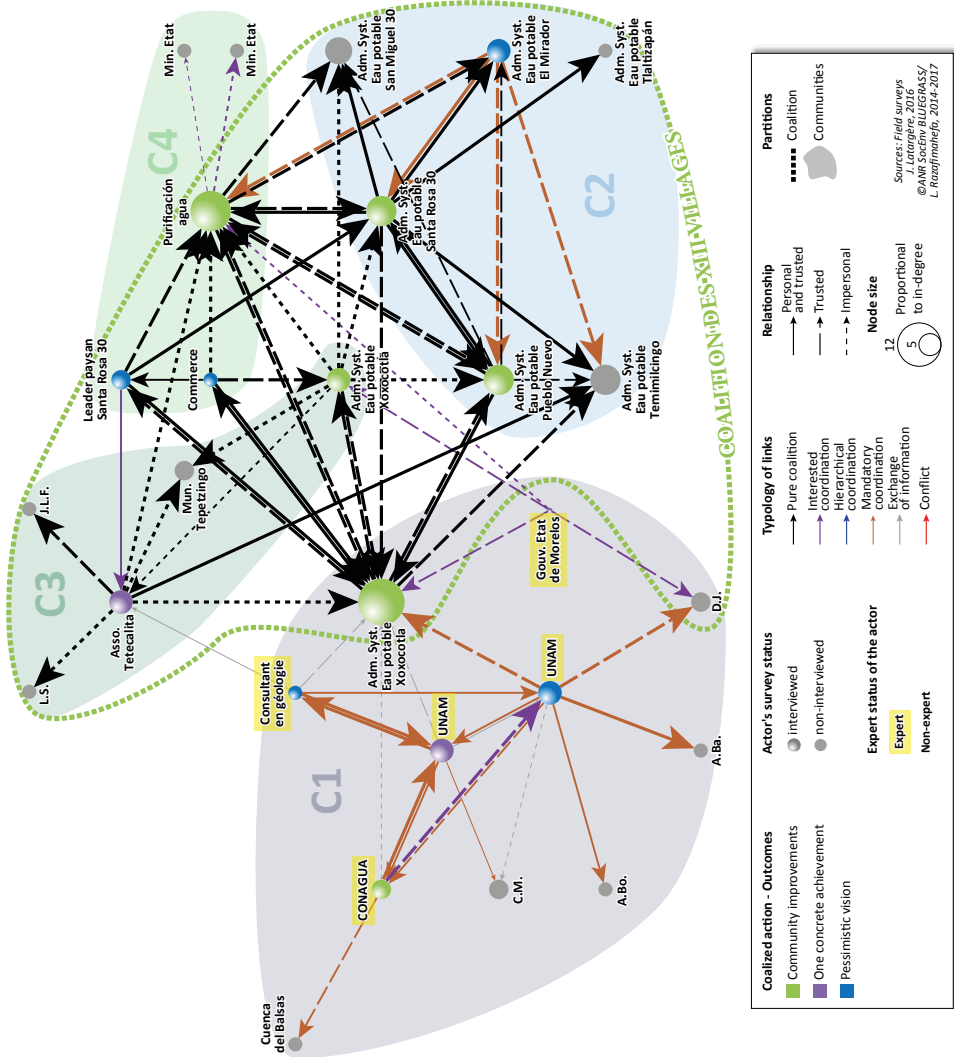 Cuenca
del Balsas
CONAGUA
C.M.
A.Bo.
A.Ba.
C1
UNAM
UNAM
Consultant
en géologie
L.S.
Asso.
Tetecalita
C3
J.L.F.
Mun.
Tepetzingo
Adm. Syst.
Eau potable
Xoxocotla
Gouv. Etat
de Morelos
D.J.
Leader paysan
Santa Rosa 30
Commerce
Adm. Syst.
Eau potable
Xoxocotla
Adm. Syst.
Eau potable
Pueblo Nuevo
Adm. Syst.
Eau potable
Temimilcingo
Purificación
agua
C4
Min. Etat
Min. Etat
Adm. Syst.
Eau potable
Santa Rosa 30
Adm. Syst.
Eau potable
San Miguel 30
Adm. Syst.
Eau potable
El Mirador
Adm. Syst.
Eau potable
Tlaltizapán
C2
COALITION DES XIII VILLAGES
Coalized action - Outcomes
Community improvements
One concrete achievement
Pessimistic vision
Actor's survey status
interviewed
non-interviewed
Expert status of the actor
Expert
Non-expert
Typology of links
Pure coalition
Interested
coordination
Hierarchical
coordination
Mandatory
coordination
Exchange
of information
Conflict
Relationship
Personal
and trusted
Trusted
Impersonal
Node size
12
5
Proportional
to in-degree
Partitions
Coalition
Communities
Sources: Field surveys
J. Latargère, 2016
©ANR SocEnv BLUEGRASS/
L. Razafimahefa, 2014-2017